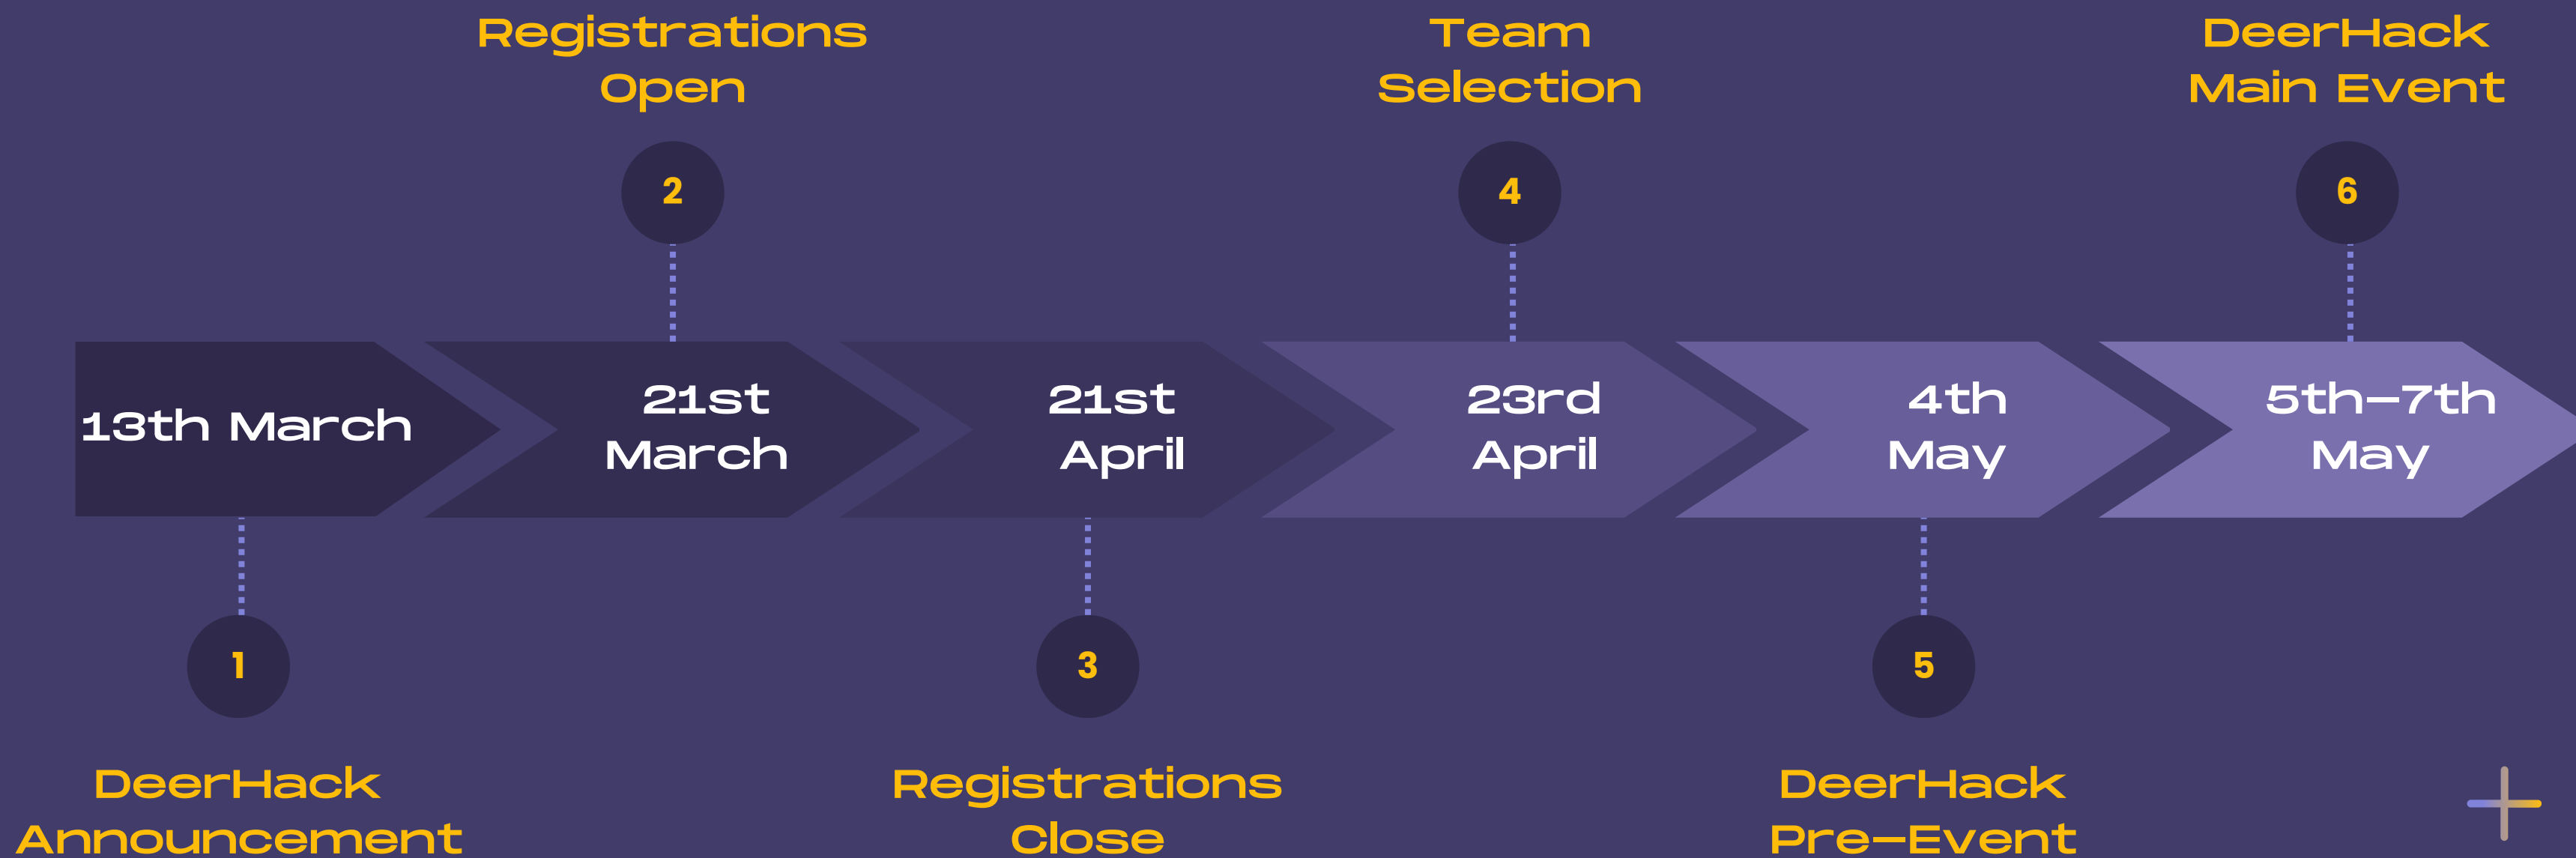 Registrations
Open
Team
Selection
DeerHack
Main Event
2
4
6
13th March
21st
March
21st
April
23rd
April
4th
May
5th-7th
May
1
3
5
DeerHack
Announcement
Registrations
Close
DeerHack
Pre-Event